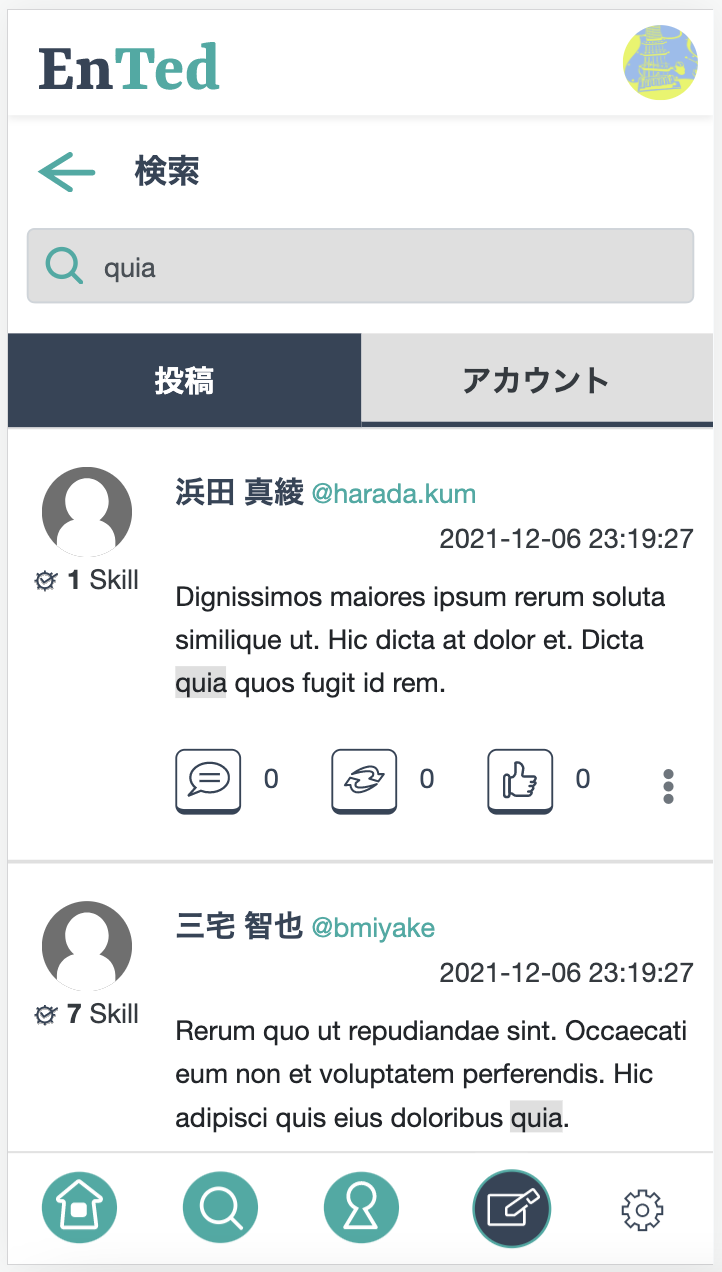 EnTed
検索
quia
投稿
アカウント
浜田 真綾 @harada.kum
2021-12-06 23:19:27
1 Skill
Dignissimos maiores ipsum rerum soluta
similique ut. Hic dicta at dolor et. Dicta
quia quos fugit id rem.
0 0 0
三宅 智也 @bmiyake
2021-12-06 23:19:27
7 Skill
Rerum quo ut repudiandae sint. Occaecati
eum non et voluptatem perferendis. Hic
adipisci quis eius doloribus quia.